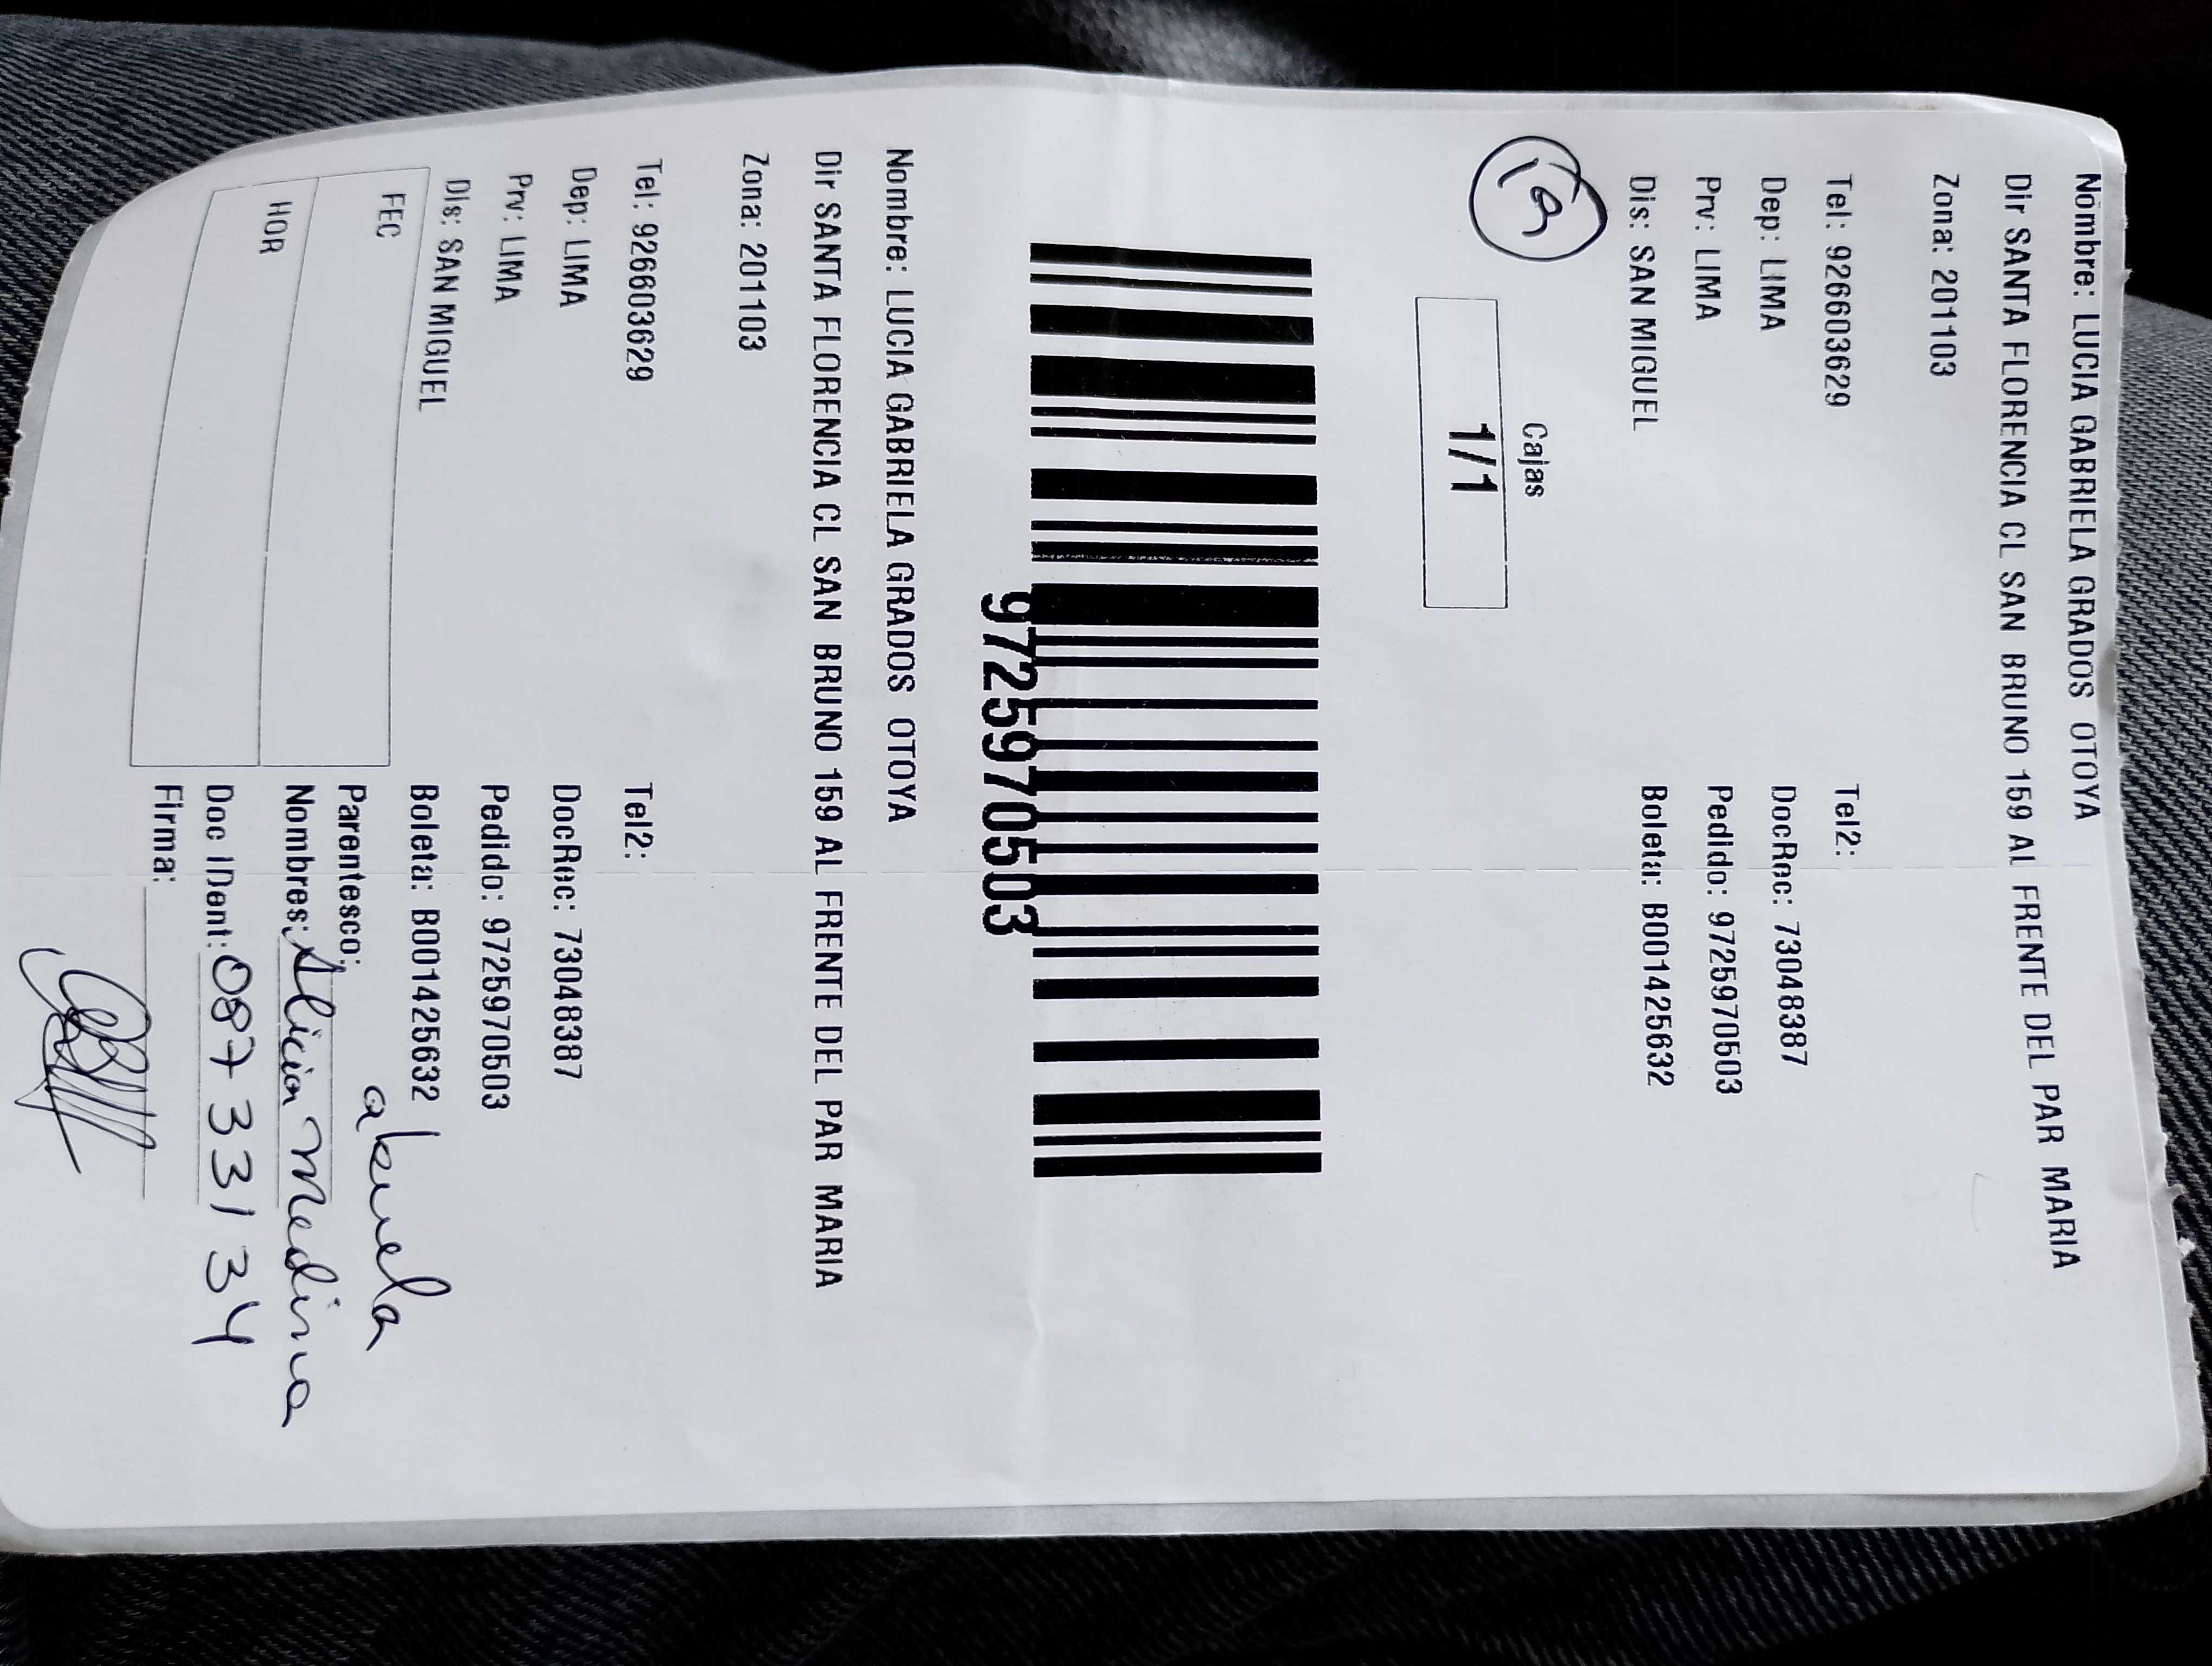 Nombre: LUCIA GABRIELA GRADOS OTOYA
Dir SANTA FLORENCIA CL SAN BRUNO 159 AL FRENTE DEL PAR MARIA
Zona: 201103
Tel: 926603629 Tel2:
Dep: LIMA DocRec: 73048387
Prv: LIMA Pedido: 9725970503
Dis: SAN MIGUEL Boleta: B001425632
Cajas
1/1
9725970503
Nombre: LUCIA GABRIELA GRADOS OTOYA
Dir SANTA FLORENCIA CL SAN BRUNO 159 AL FRENTE DEL PAR MARIA
Zona: 201103
Tel: 926603629 Tel2:
Dep: LIMA DocRec: 73048387
Prv: LIMA Pedido: 9725970503
Dis: SAN MIGUEL Boleta: B001425632
FEC Parentesco: abuela
HOR Nombres: Alicia Medina
Doc IDent: 08733134
Firma: